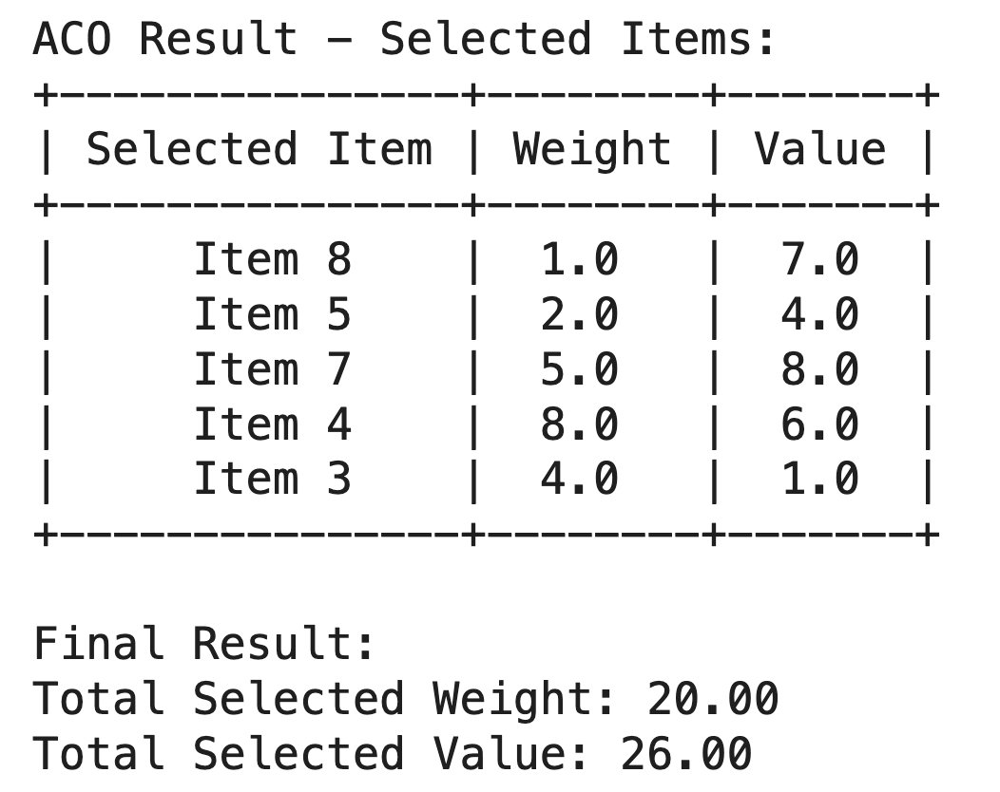 ACO Result - Selected Items:
+---------------+--------+-------+
| Selected Item | Weight | Value |
+---------------+--------+-------+
|     Item 8    |  1.0   |  7.0  |
|     Item 5    |  2.0   |  4.0  |
|     Item 7    |  5.0   |  8.0  |
|     Item 4    |  8.0   |  6.0  |
|     Item 3    |  4.0   |  1.0  |
+---------------+--------+-------+
Final Result:
Total Selected Weight: 20.00
Total Selected Value: 26.00